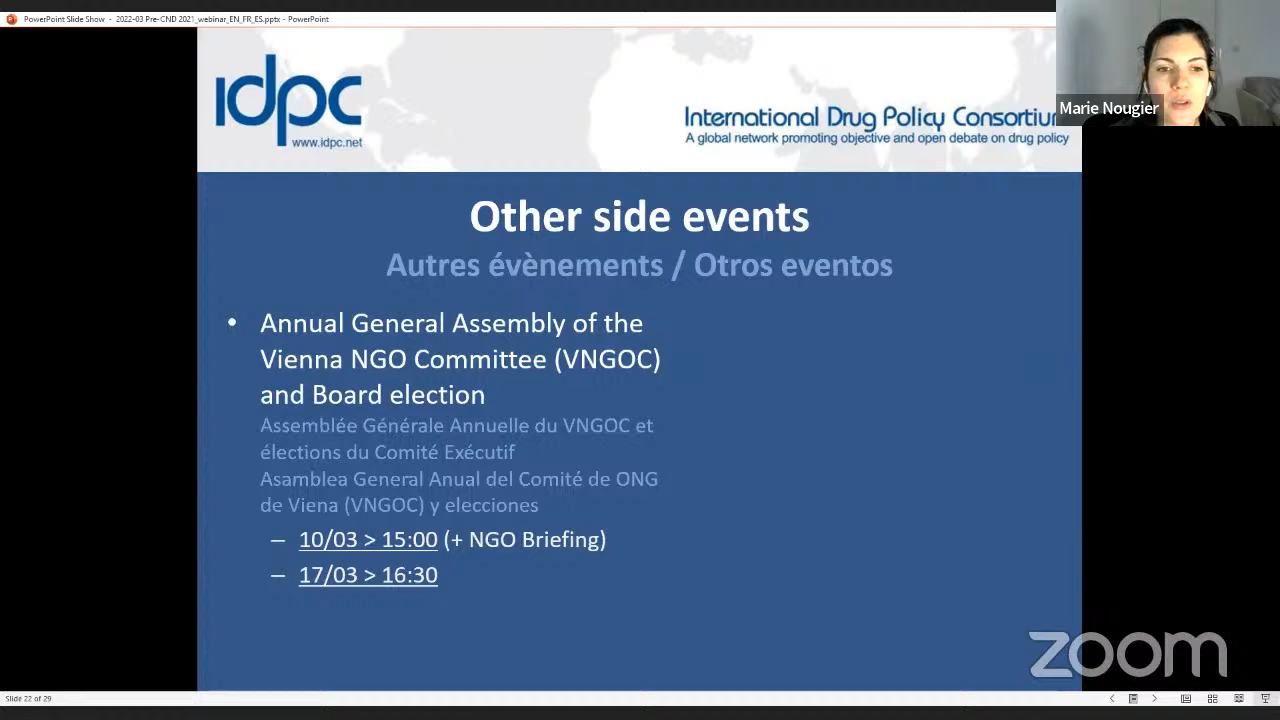 PowerPoint Slide Show - 2022-03 Pre-CND 2021_webinar_EN_FR_ES.pptx - PowerPoint
Marie Nougier
idpc
www.idpc.net
International Drug Policy Consortiu
A global network promoting objective and open debate on drug policy
Other side events
Autres évènements / Otros eventos
• Annual General Assembly of the
Vienna NGO Committee (VNGOC)
and Board election
Assemblée Générale Annuelle du VNGOC et
élections du Comité Exécutif
Asamblea General Anual del Comité de ONG
de Viena (VNGOC) y elecciones
– 10/03 > 15:00 (+ NGO Briefing)
– 17/03 > 16:30
zoom
Slide 22 of 29